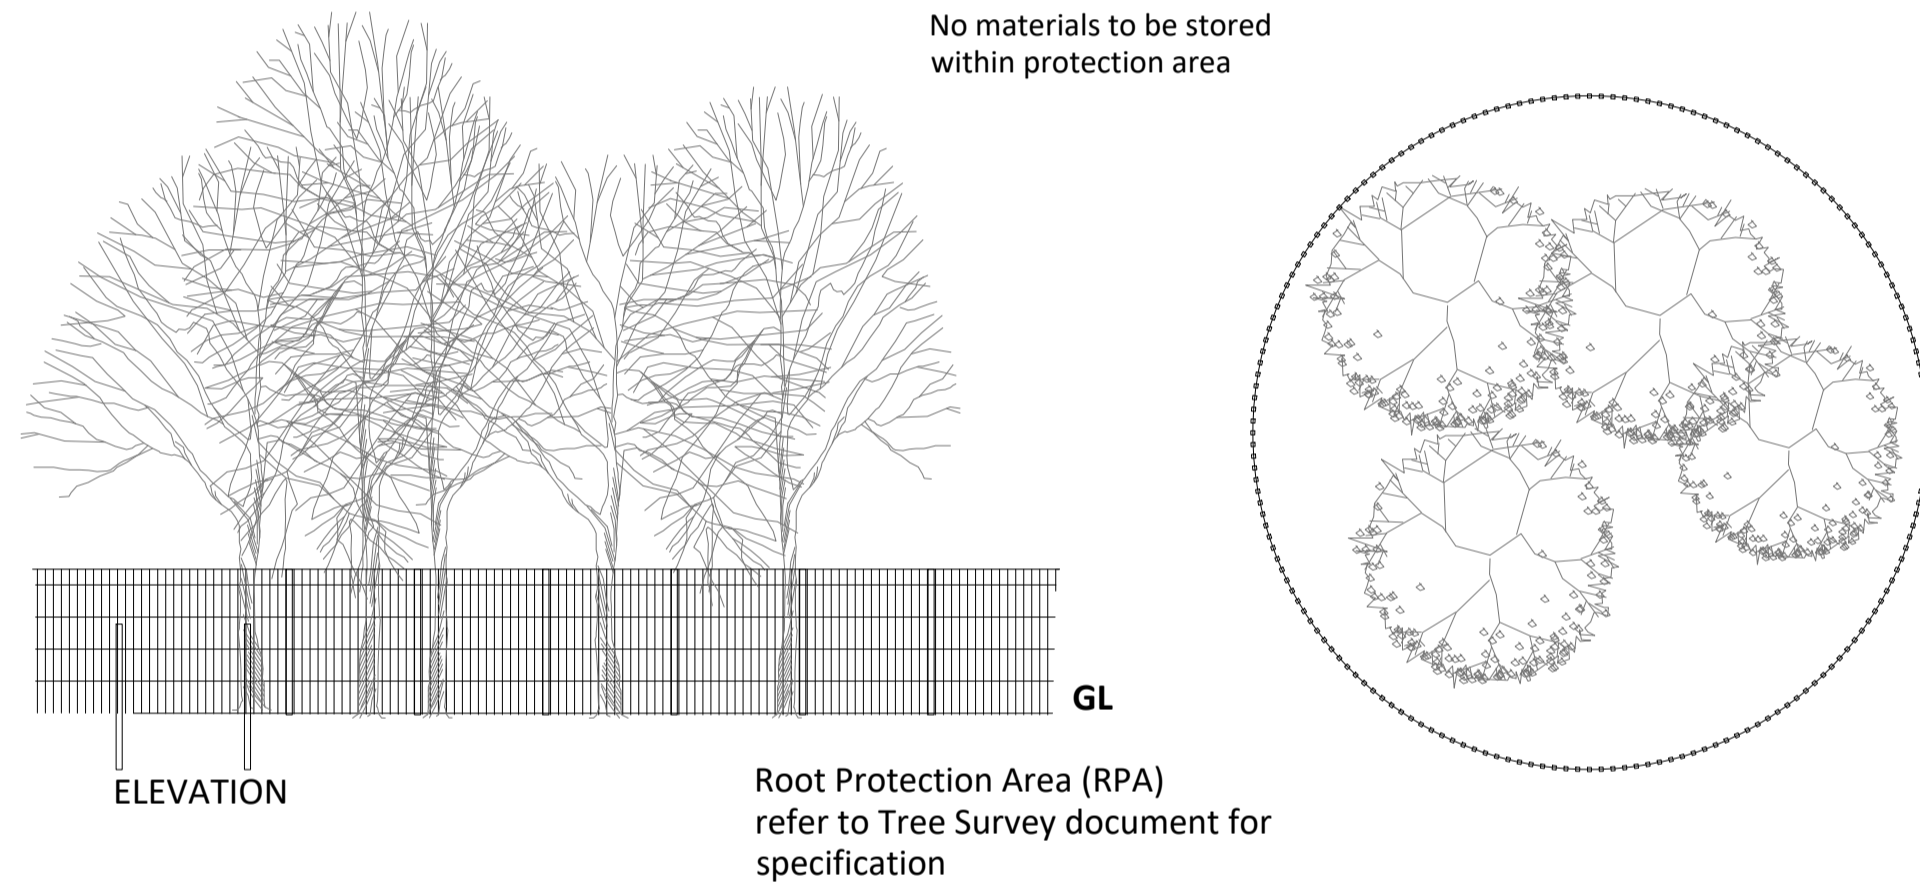 No materials to be stored
within protection area
GL
ELEVATION
Root Protection Area (RPA)
refer to Tree Survey document for
specification